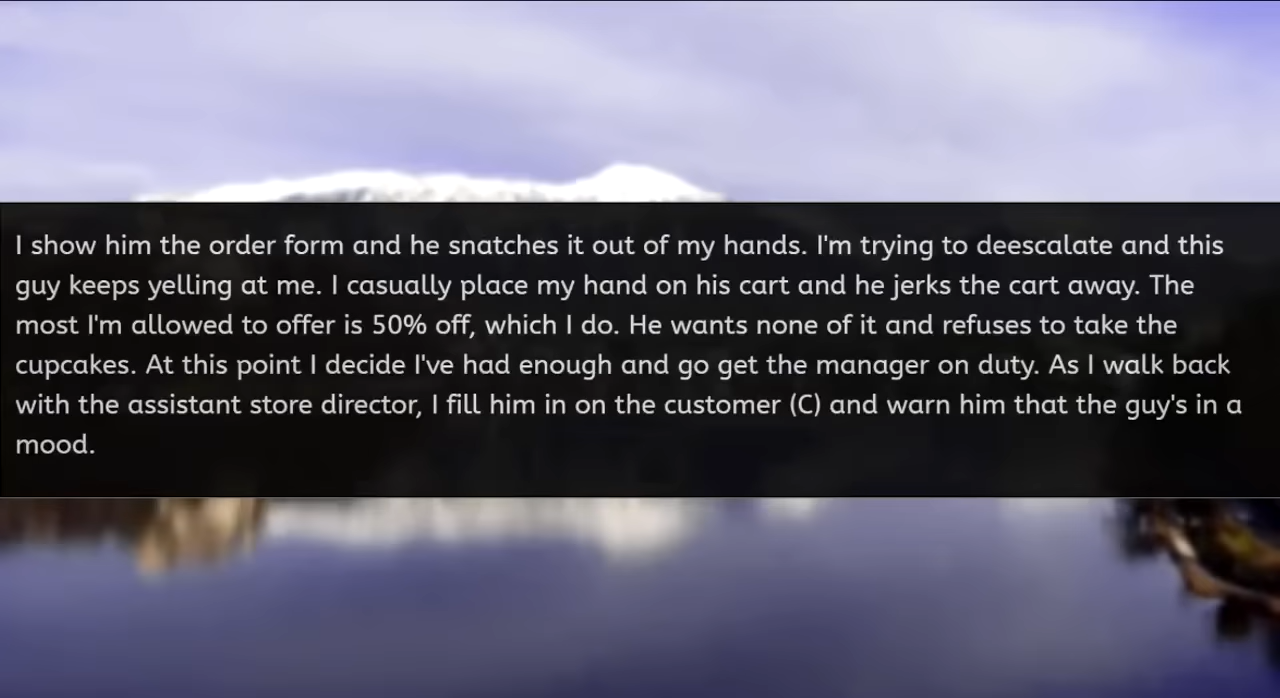 I show him the order form and he snatches it out of my hands. I'm trying to deescalate and this
guy keeps yelling at me. I casually place my hand on his cart and he jerks the cart away. The
most I'm allowed to offer is 50% off, which I do. He wants none of it and refuses to take the
cupcakes. At this point I decide I've had enough and go get the manager on duty. As I walk back
with the assistant store director, I fill him in on the customer (C) and warn him that the guy's in a
mood.